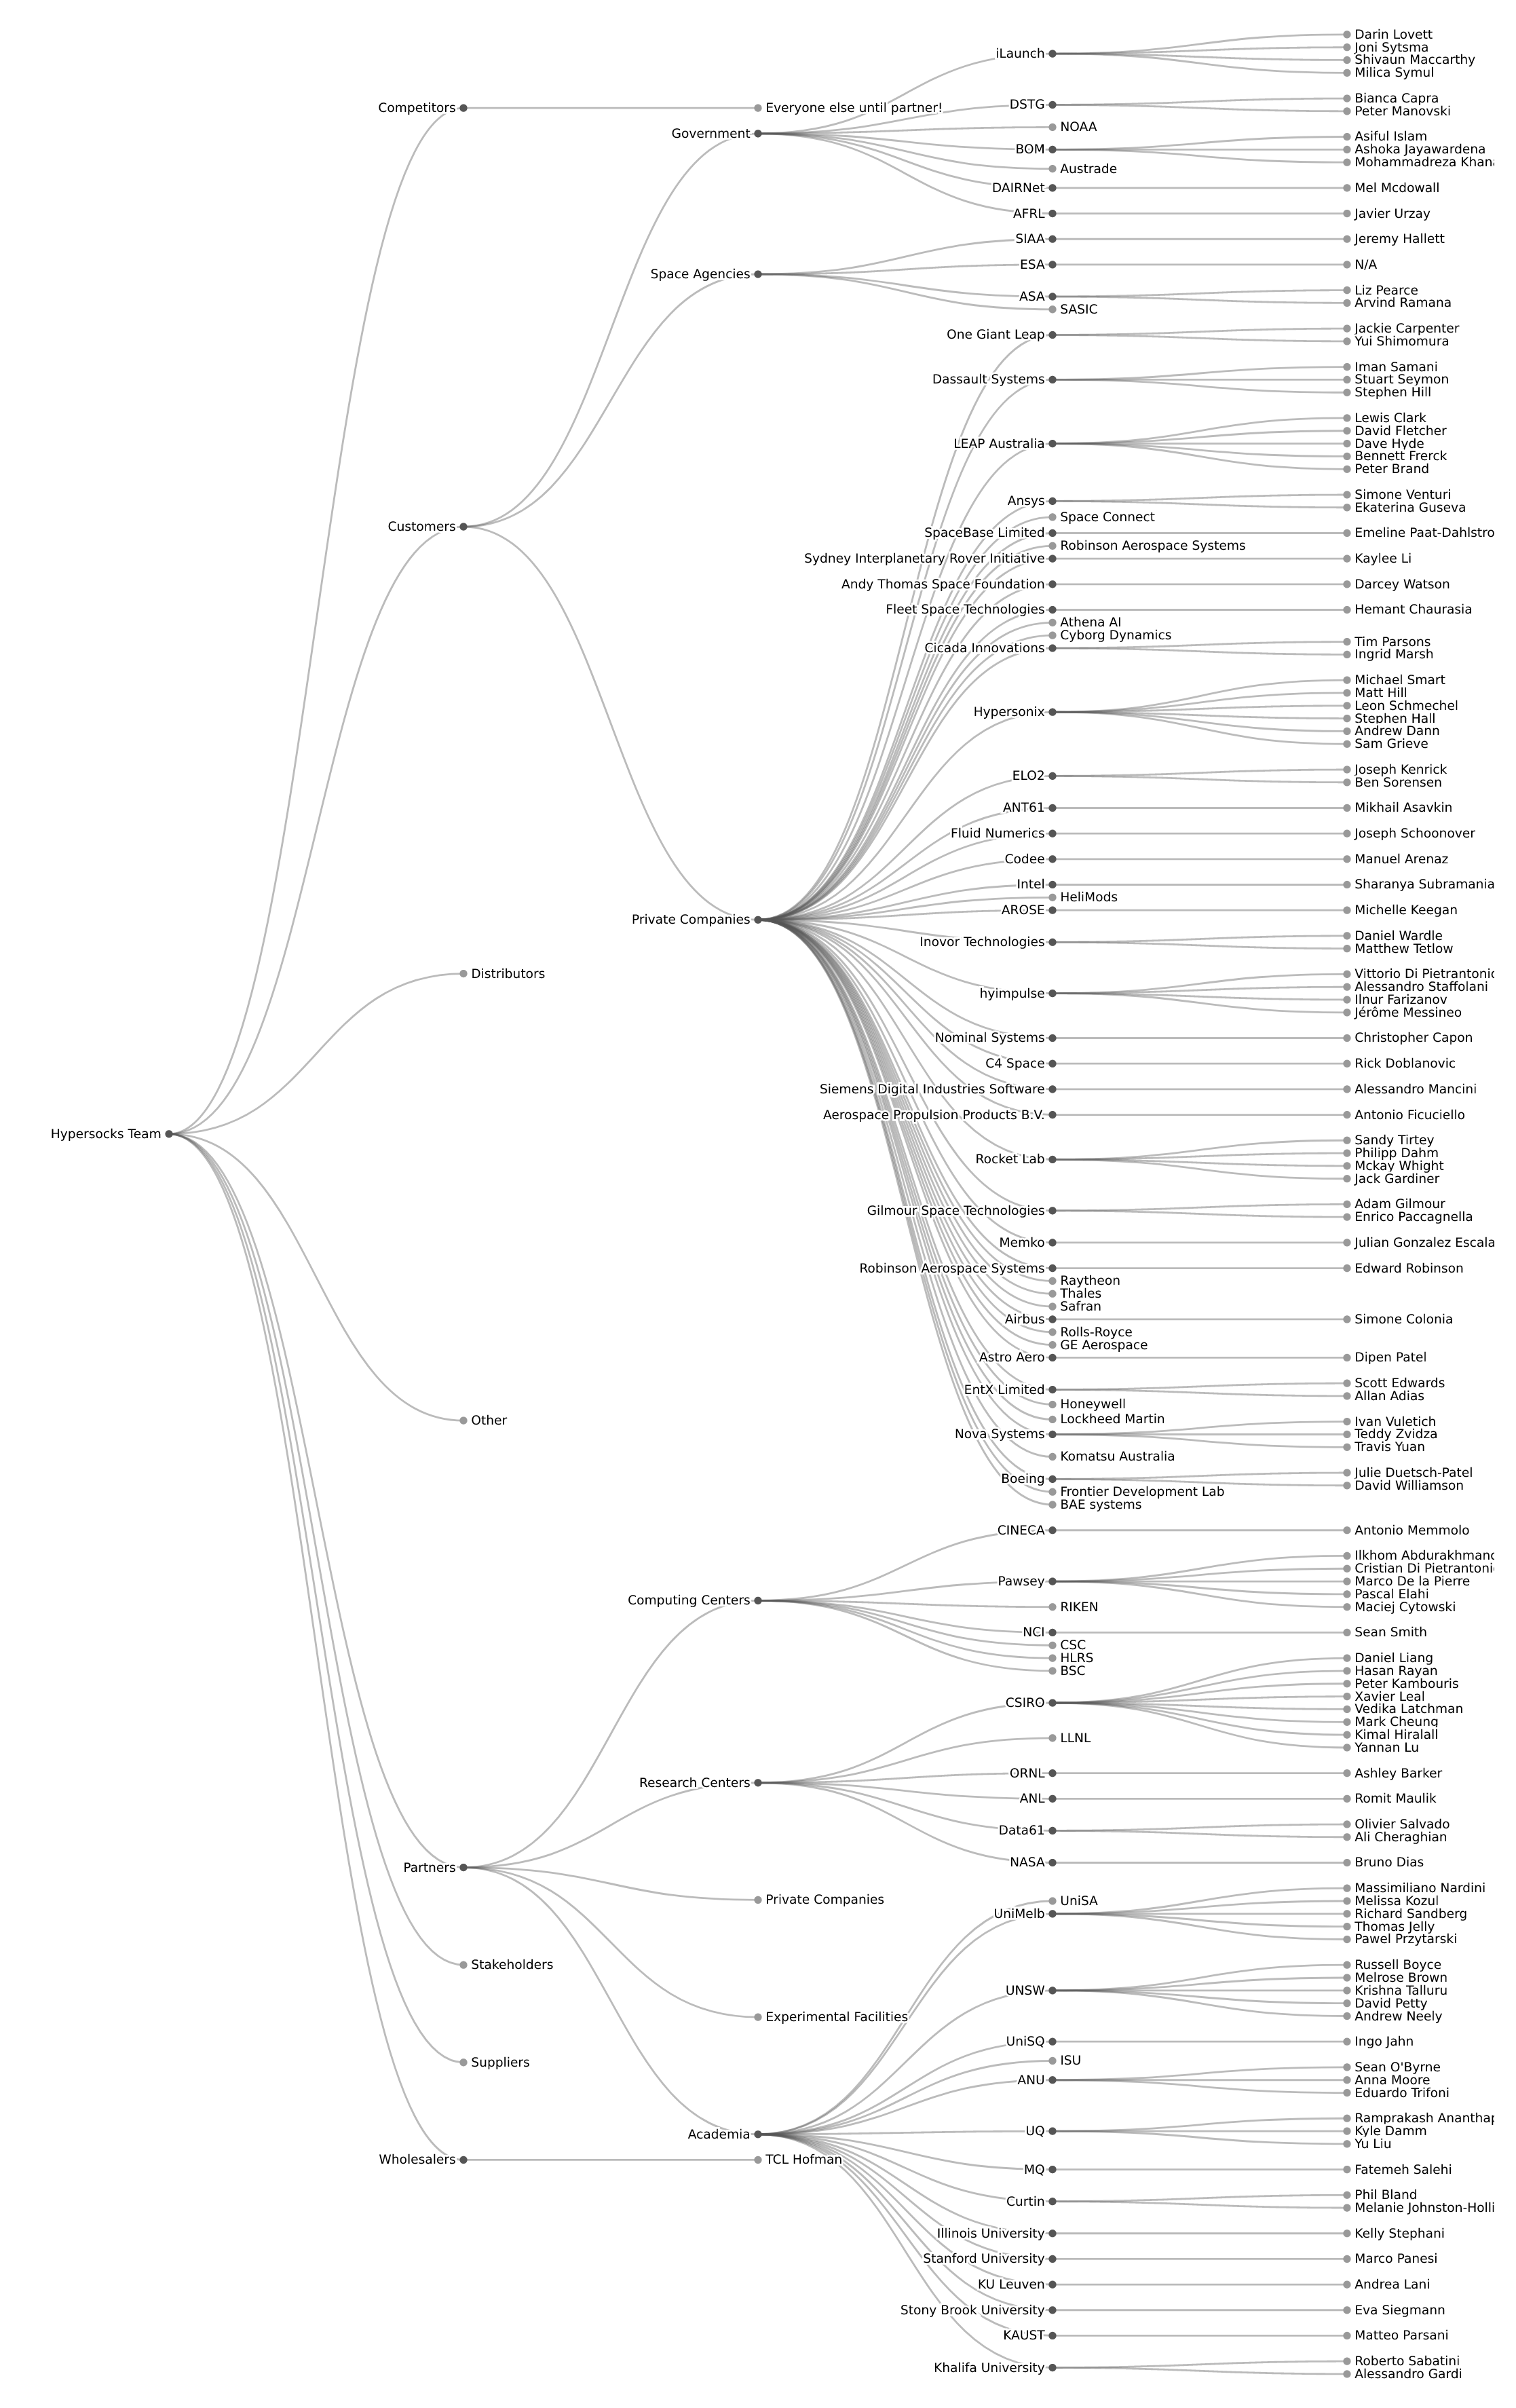 Hypersocks Team
Competitors
Everyone else until partner!
Customers
Government
iLaunch
Darin Lovett
Joni Sytsma
Shivaun Maccarthy
Milica Symul
DSTG
Bianca Capra
Peter Manovski
NOAA
BOM
Asiful Islam
Ashoka Jayawardena
Mohammadreza Khana
Austrade
DAIRNet
Mel Mcdowall
AFRL
Javier Urzay
Space Agencies
SIAA
Jeremy Hallett
ESA
N/A
ASA
Liz Pearce
Arvind Ramana
SASIC
Private Companies
One Giant Leap
Jackie Carpenter
Yui Shimomura
Dassault Systems
Iman Samani
Stuart Seymon
Stephen Hill
LEAP Australia
Lewis Clark
David Fletcher
Dave Hyde
Bennett Frerck
Peter Brand
Ansys
Simone Venturi
Ekaterina Guseva
Space Connect
SpaceBase Limited
Emeline Paat-Dahlstro
Robinson Aerospace Systems
Sydney Interplanetary Rover Initiative
Kaylee Li
Andy Thomas Space Foundation
Darcey Watson
Fleet Space Technologies
Hemant Chaurasia
Athena AI
Cyborg Dynamics
Cicada Innovations
Tim Parsons
Ingrid Marsh
Hypersonix
Michael Smart
Matt Hill
Leon Schmechel
Stephen Hall
Andrew Dann
Sam Grieve
ELO2
Joseph Kenrick
Ben Sorensen
ANT61
Mikhail Asavkin
Fluid Numerics
Joseph Schoonover
Codee
Manuel Arenaz
Intel
Sharanya Subramania
HeliMods
AROSE
Michelle Keegan
Inovor Technologies
Daniel Wardle
Matthew Tetlow
hyimpulse
Vittorio Di Pietrantonio
Alessandro Staffolani
Ilnur Farizanov
Jérôme Messineo
Nominal Systems
Christopher Capon
C4 Space
Rick Doblanovic
Siemens Digital Industries Software
Alessandro Mancini
Aerospace Propulsion Products B.V.
Antonio Ficuciello
Rocket Lab
Sandy Tirtey
Philipp Dahm
Mckay Whight
Jack Gardiner
Gilmour Space Technologies
Adam Gilmour
Enrico Paccagnella
Memko
Julian Gonzalez Escala
Robinson Aerospace Systems
Edward Robinson
Raytheon
Thales
Safran
Airbus
Simone Colonia
Rolls-Royce
GE Aerospace
Astro Aero
Dipen Patel
EntX Limited
Scott Edwards
Allan Adias
Honeywell
Lockheed Martin
Nova Systems
Ivan Vuletich
Teddy Zvidza
Travis Yuan
Komatsu Australia
Boeing
Julie Duetsch-Patel
David Williamson
Frontier Development Lab
BAE systems
Distributors
Other
Partners
Computing Centers
CINECA
Antonio Memmolo
Pawsey
Ilkhom Abdurakhmano
Cristian Di Pietrantonio
Marco De la Pierre
Pascal Elahi
Maciej Cytowski
RIKEN
NCI
Sean Smith
CSC
HLRS
BSC
Research Centers
CSIRO
Daniel Liang
Hasan Rayan
Peter Kambouris
Xavier Leal
Vedika Latchman
Mark Cheung
Kimal Hiralall
Yannan Lu
LLNL
ORNL
Ashley Barker
ANL
Romit Maulik
Data61
Olivier Salvado
Ali Cheraghian
NASA
Bruno Dias
Private Companies
Experimental Facilities
Academia
UniSA
UniMelb
Massimiliano Nardini
Melissa Kozul
Richard Sandberg
Thomas Jelly
Pawel Przytarski
UNSW
Russell Boyce
Melrose Brown
Krishna Talluru
David Petty
Andrew Neely
UniSQ
Ingo Jahn
ISU
ANU
Sean O'Byrne
Anna Moore
Eduardo Trifoni
UQ
Ramprakash Ananthap
Kyle Damm
Yu Liu
MQ
Fatemeh Salehi
Curtin
Phil Bland
Melanie Johnston-Holli
Illinois University
Kelly Stephani
Stanford University
Marco Panesi
KU Leuven
Andrea Lani
Stony Brook University
Eva Siegmann
KAUST
Matteo Parsani
Khalifa University
Roberto Sabatini
Alessandro Gardi
Stakeholders
Suppliers
Wholesalers
TCL Hofman